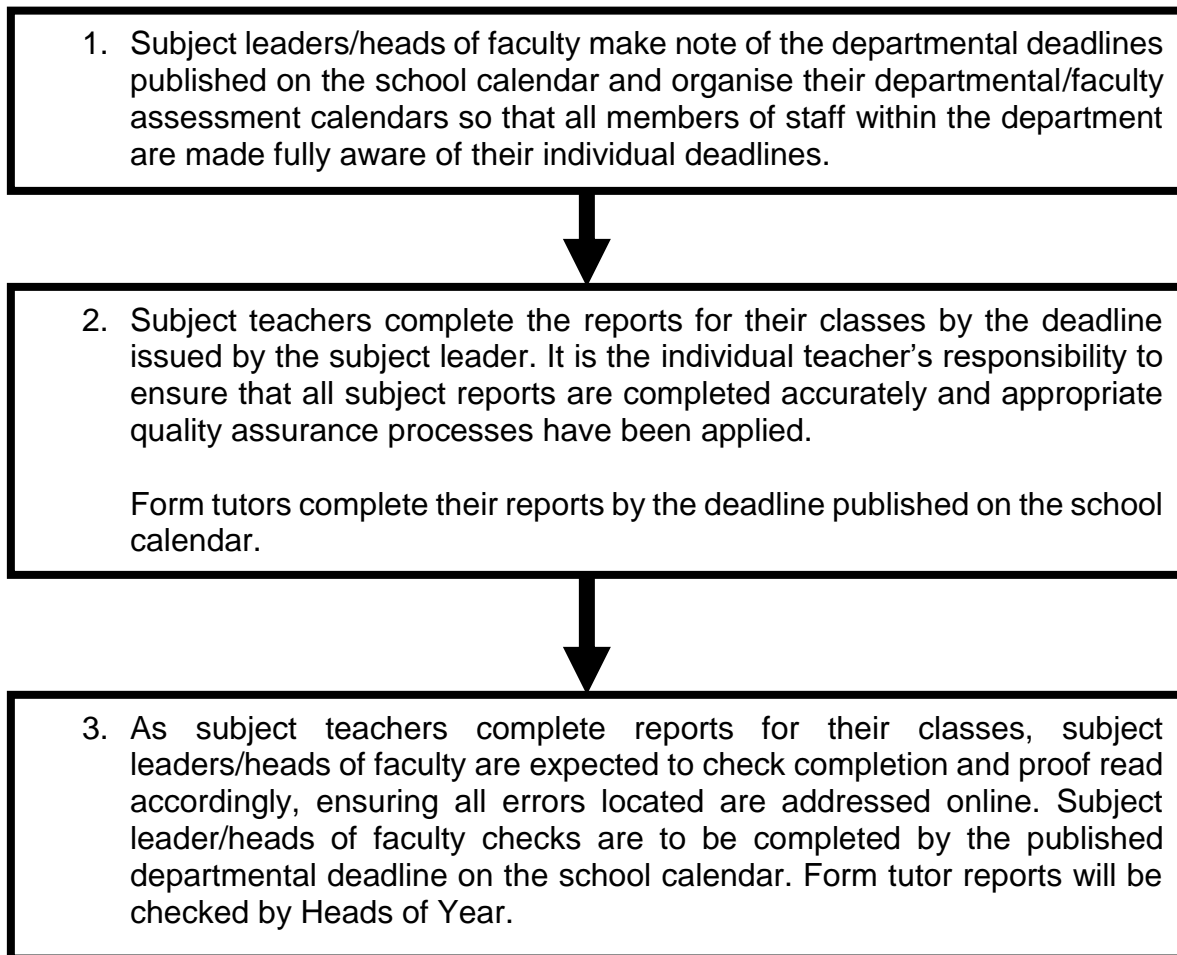 1. Subject leaders/heads of faculty make note of the departmental deadlines
published on the school calendar and organise their departmental/faculty
assessment calendars so that all members of staff within the department
are made fully aware of their individual deadlines.
2. Subject teachers complete the reports for their classes by the deadline
issued by the subject leader. It is the individual teacher’s responsibility to
ensure that all subject reports are completed accurately and appropriate
quality assurance processes have been applied.
Form tutors complete their reports by the deadline published on the school
calendar.
3. As subject teachers complete reports for their classes, subject
leaders/heads of faculty are expected to check completion and proof read
accordingly, ensuring all errors located are addressed online. Subject
leader/heads of faculty checks are to be completed by the published
departmental deadline on the school calendar. Form tutor reports will be
checked by Heads of Year.